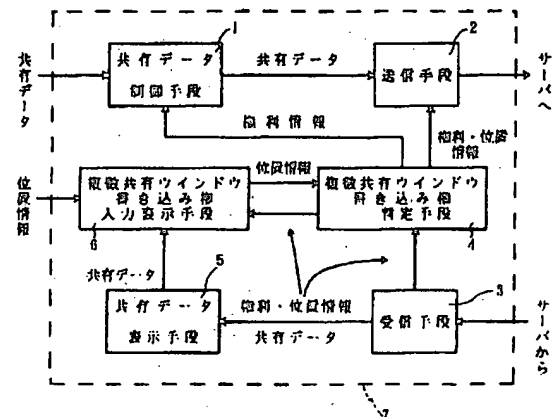 1
2
共有データ
共有データ
制御手段
共有データ
送信手段
サーバへ
権利情報
権利・位置
情報
位置情報
複数共有ウインドウ
書き込み権
入力表示手段
位置情報
複数共有ウインドウ
書き込み権
判定手段
6
4
共有データ
5
3
共有データ
表示手段
権利・位置情報
共有データ
受信手段
サーバから
7